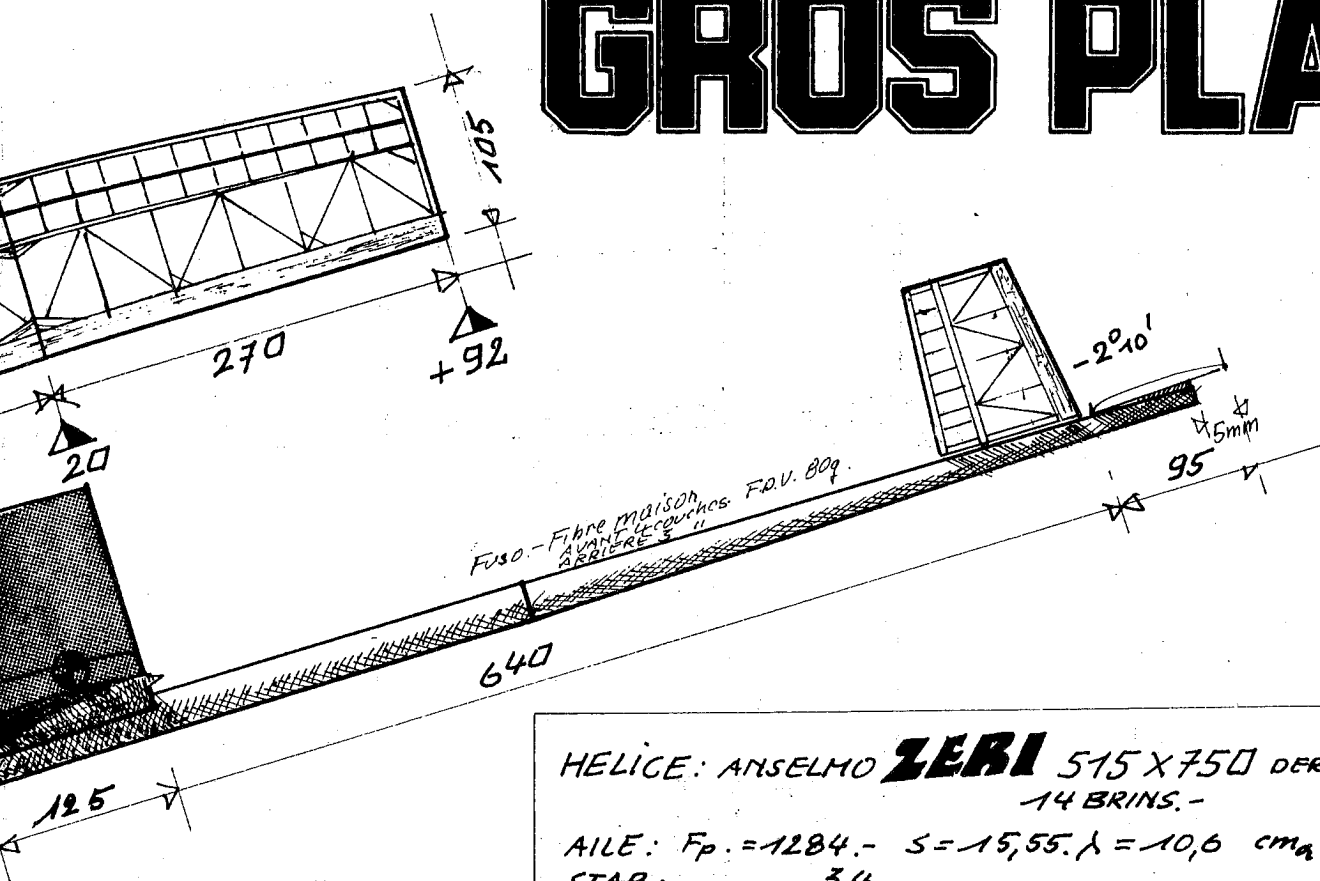 GROS PLA
105
270
+92
20
-2°10'
5mm
95
Fuso.- Fibre maison F.D.V. 80g.
AVANT 4 couches
ARRIERE 3 "
640
125
HELICE: ANSELMO ZERI 515 X 750 DER
14 BRINS.-
AILE: Fp. =1284.- S=15,55. λ =10,6